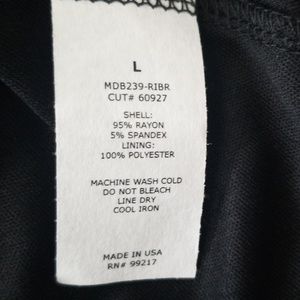 L
MDB239-RIBR
CUT# 60927
SHELL:
95% RAYON
5% SPANDEX
LINING:
100% POLYESTER
MACHINE WASH COLD
DO NOT BLEACH
LINE DRY
COOL IRON
MADE IN USA
RN# 99217